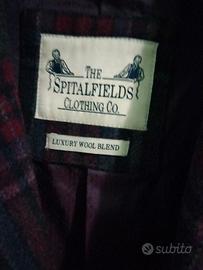 THE
SPITALFIELDS
CLOTHING CO.
LUXURY WOOL BLEND
subito